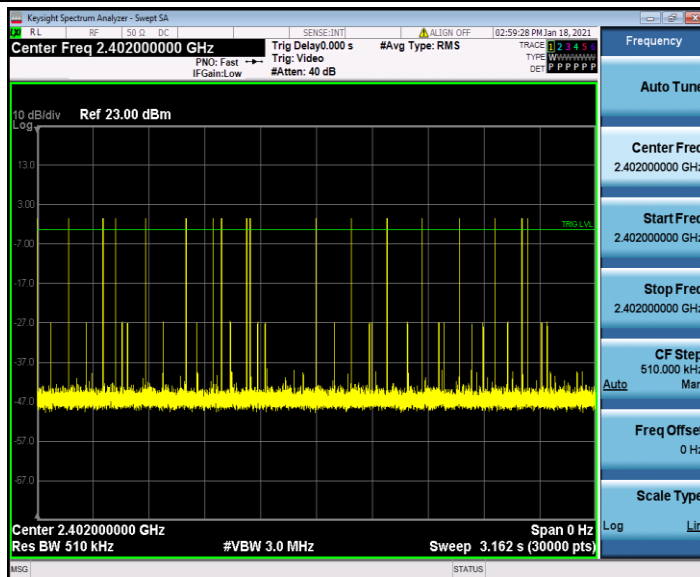 Keysight Spectrum Analyzer - Swept SA
RL RF 50 Ω DC SENSE:INT ALIGN OFF 02:59:28 PM Jan 18, 2021
Center Freq 2.402000000 GHz
Trig Delay0.000 s #Avg Type: RMS TRACE 1 2 3 4 5 6
PNO: Fast Trig: Video TYPE WWWWWW
IFGain:Low #Atten: 40 dB DET P P P P P P
10 dB/div Ref 23.00 dBm
Log
13.0
3.00
TRIG LVL
-7.00
-17.0
-27.0
-37.0
-47.0
-57.0
-67.0
Center 2.402000000 GHz Span 0 Hz
Res BW 510 kHz #VBW 3.0 MHz Sweep 3.162 s (30000 pts)
MSG STATUS
Frequency
Auto Tune
Center Freq
2.402000000 GHz
Start Freq
2.402000000 GHz
Stop Freq
2.402000000 GHz
CF Step
510.000 kHz
Auto Man
Freq Offset
0 Hz
Scale Type
Log Lin